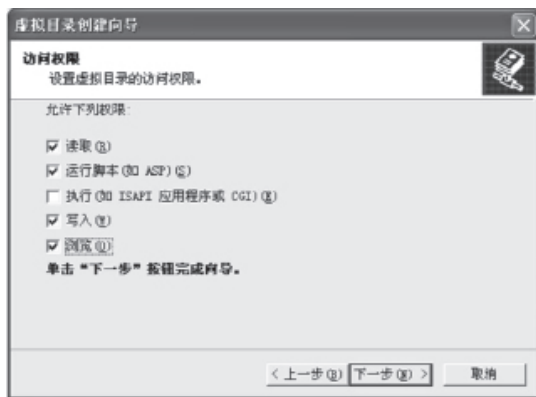 虚拟目录创建向导
访问权限
设置虚拟目录的访问权限。
允许下列权限:
读取(R)
运行脚本(如 ASP)(S)
执行(如 ISAPI 应用程序或 CGI)(E)
写入(W)
浏览(O)
单击“下一步”按钮完成向导。
< 上一步(B)
下一步(N) >
取消